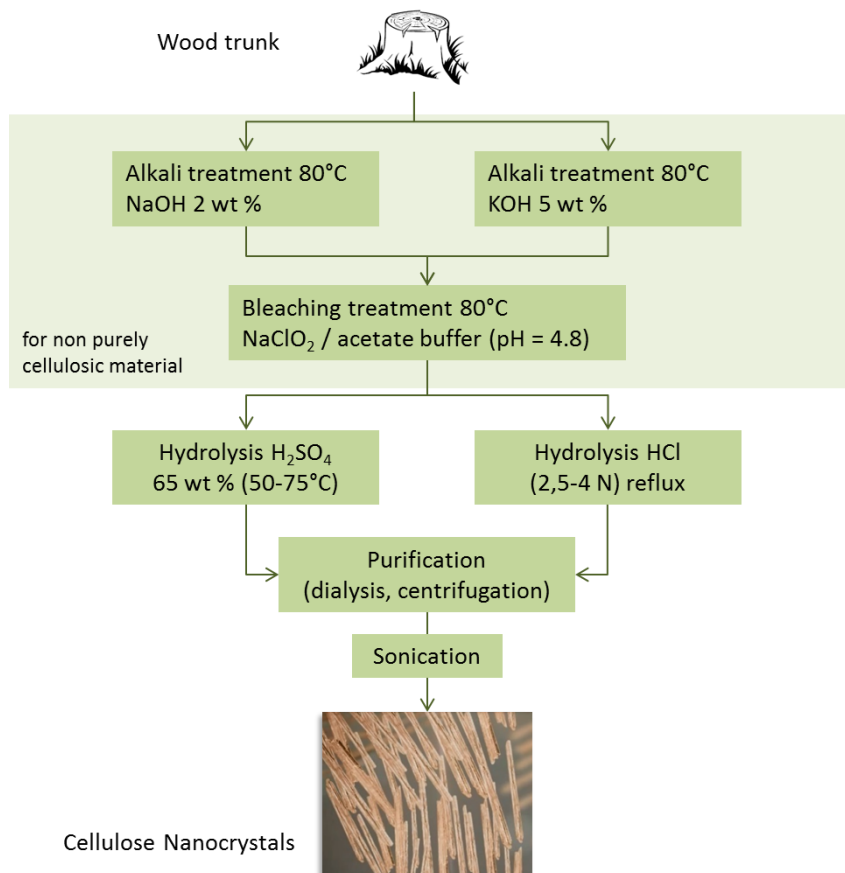 Wood trunk
Alkali treatment 80°C
NaOH 2 wt %
Alkali treatment 80°C
KOH 5 wt %
Bleaching treatment 80°C
NaClO₂ / acetate buffer (pH = 4.8)
for non purely
cellulosic material
Hydrolysis H₂SO₄
65 wt % (50-75°C)
Hydrolysis HCl
(2,5-4 N) reflux
Purification
(dialysis, centrifugation)
Sonication
Cellulose Nanocrystals